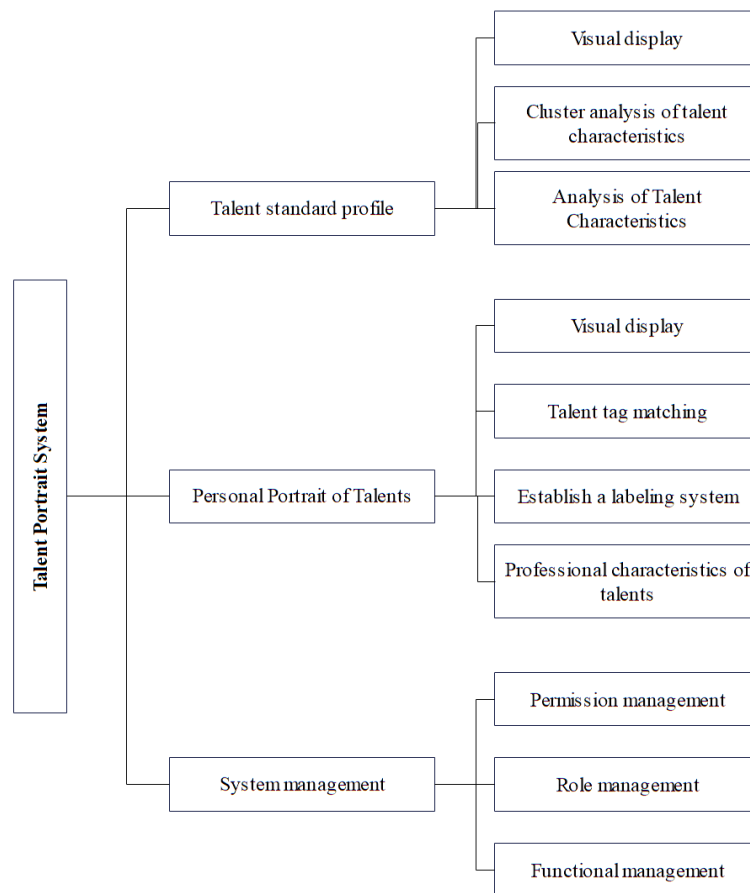 Talent Portrait System
Talent standard profile
Visual display
Cluster analysis of talent
characteristics
Analysis of Talent
Characteristics
Personal Portrait of Talents
Visual display
Talent tag matching
Establish a labeling system
Professional characteristics of
talents
System management
Permission management
Role management
Functional management